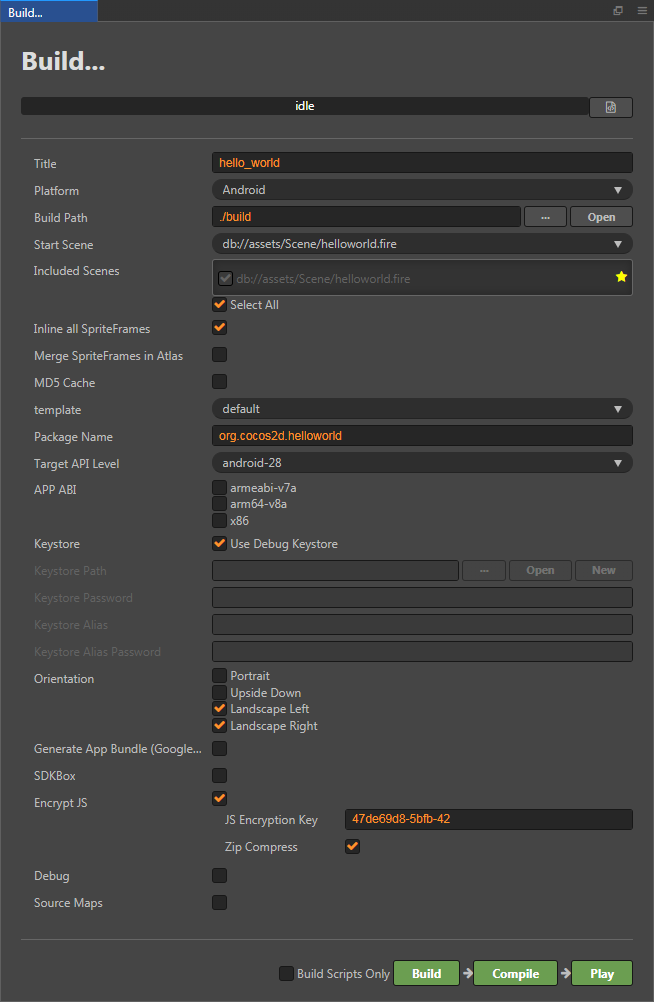 Build...
Build...
idle
Title hello_world
Platform Android
Build Path ./build ... Open
Start Scene db://assets/Scene/helloworld.fire
Included Scenes db://assets/Scene/helloworld.fire
Select All
Inline all SpriteFrames
Merge SpriteFrames in Atlas
MD5 Cache
template default
Package Name org.cocos2d.helloworld
Target API Level android-28
APP ABI armeabi-v7a
arm64-v8a
x86
Keystore Use Debug Keystore
Keystore Path ... Open New
Keystore Password
Keystore Alias
Keystore Alias Password
Orientation Portrait
Upside Down
Landscape Left
Landscape Right
Generate App Bundle (Google...
SDKBox
Encrypt JS
JS Encryption Key 47de69d8-5bfb-42
Zip Compress
Debug
Source Maps
Build Scripts Only Build Compile Play